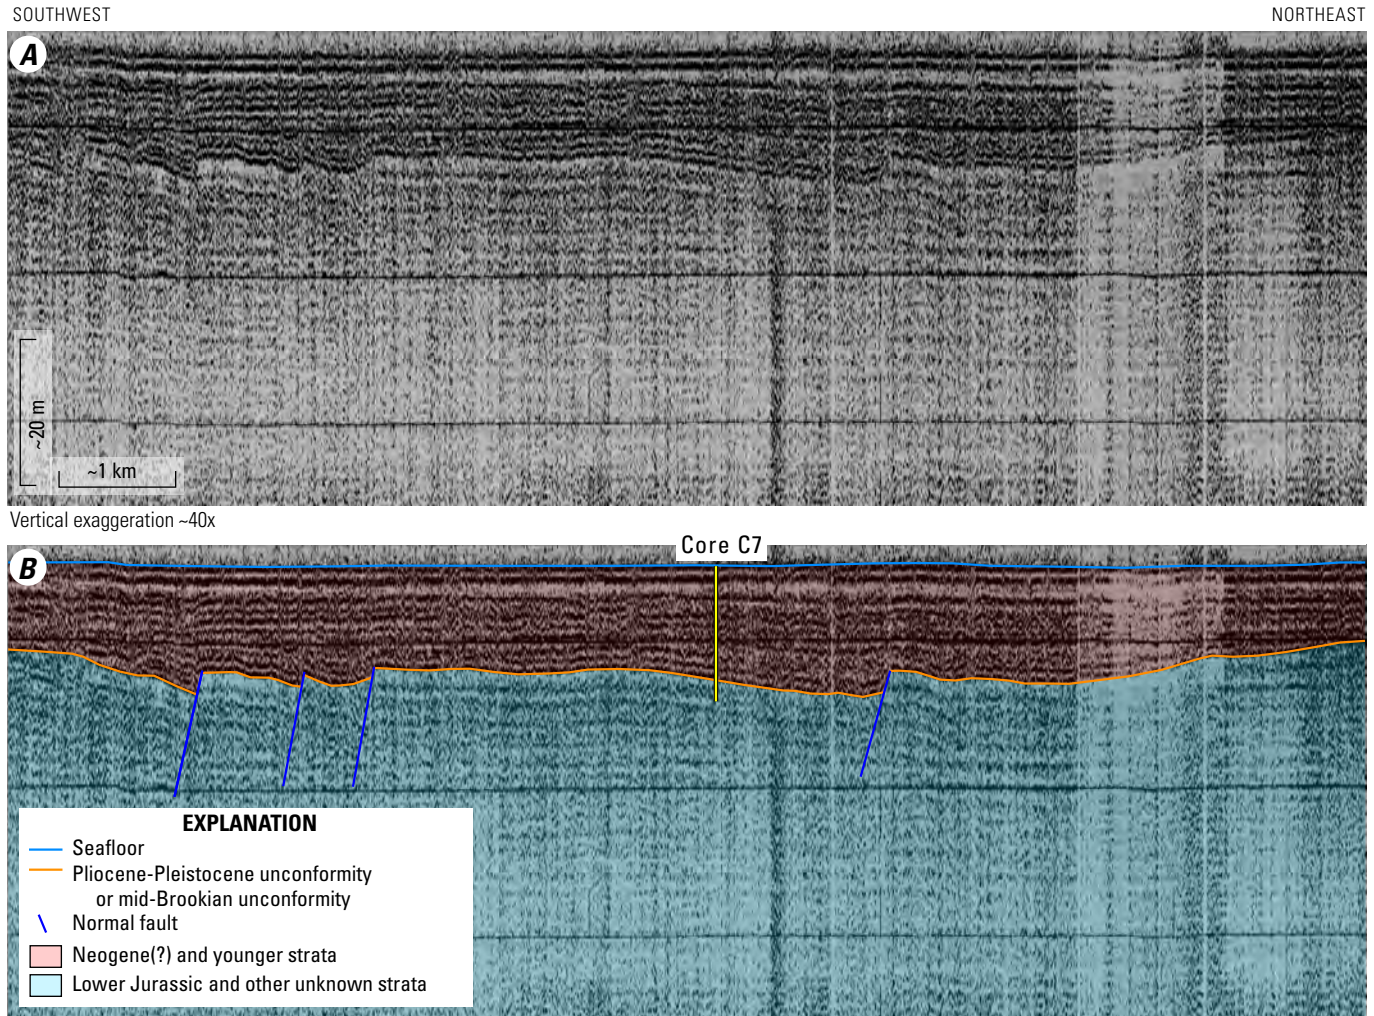 SOUTHWEST
NORTHEAST
A
~20 m
~1 km
Vertical exaggeration ~40x
Core C7
B
EXPLANATION
Seafloor
Pliocene-Pleistocene unconformity
or mid-Brookian unconformity
Normal fault
Neogene(?) and younger strata
Lower Jurassic and other unknown strata